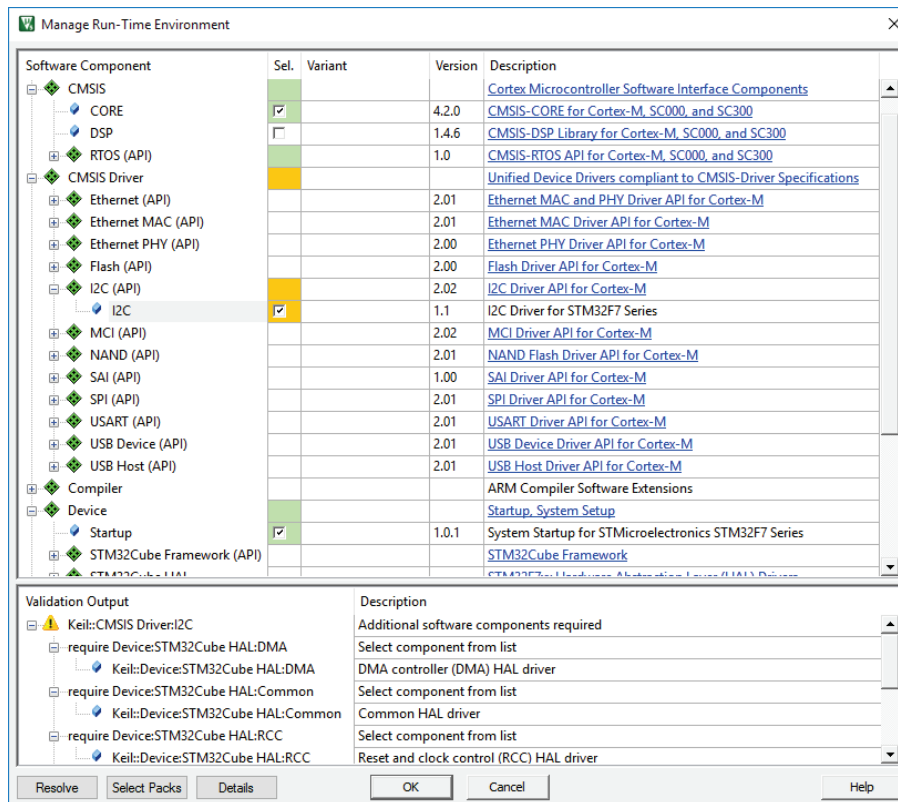 Manage Run-Time Environment
Software Component Sel. Variant Version Description
CMSIS Cortex Microcontroller Software Interface Components
CORE 4.2.0 CMSIS-CORE for Cortex-M, SC000, and SC300
DSP 1.4.6 CMSIS-DSP Library for Cortex-M, SC000, and SC300
RTOS (API) 1.0 CMSIS-RTOS API for Cortex-M, SC000, and SC300
CMSIS Driver Unified Device Drivers compliant to CMSIS-Driver Specifications
Ethernet (API) 2.01 Ethernet MAC and PHY Driver API for Cortex-M
Ethernet MAC (API) 2.01 Ethernet MAC Driver API for Cortex-M
Ethernet PHY (API) 2.00 Ethernet PHY Driver API for Cortex-M
Flash (API) 2.00 Flash Driver API for Cortex-M
I2C (API) 2.02 I2C Driver API for Cortex-M
I2C 1.1 I2C Driver for STM32F7 Series
MCI (API) 2.02 MCI Driver API for Cortex-M
NAND (API) 2.01 NAND Flash Driver API for Cortex-M
SAI (API) 1.00 SAI Driver API for Cortex-M
SPI (API) 2.01 SPI Driver API for Cortex-M
USART (API) 2.01 USART Driver API for Cortex-M
USB Device (API) 2.01 USB Device Driver API for Cortex-M
USB Host (API) 2.01 USB Host Driver API for Cortex-M
Compiler ARM Compiler Software Extensions
Device Startup, System Setup
Startup 1.0.1 System Startup for STMicroelectronics STM32F7 Series
STM32Cube Framework (API) STM32Cube Framework
STM32Cube HAL STM32F7xx Hardware Abstraction Layer (HAL) Drivers
Validation Output Description
Keil::CMSIS Driver:I2C Additional software components required
require Device:STM32Cube HAL:DMA Select component from list
Keil::Device:STM32Cube HAL:DMA DMA controller (DMA) HAL driver
require Device:STM32Cube HAL:Common Select component from list
Keil::Device:STM32Cube HAL:Common Common HAL driver
require Device:STM32Cube HAL:RCC Select component from list
Keil::Device:STM32Cube HAL:RCC Reset and clock control (RCC) HAL driver
Resolve Select Packs Details OK Cancel Help